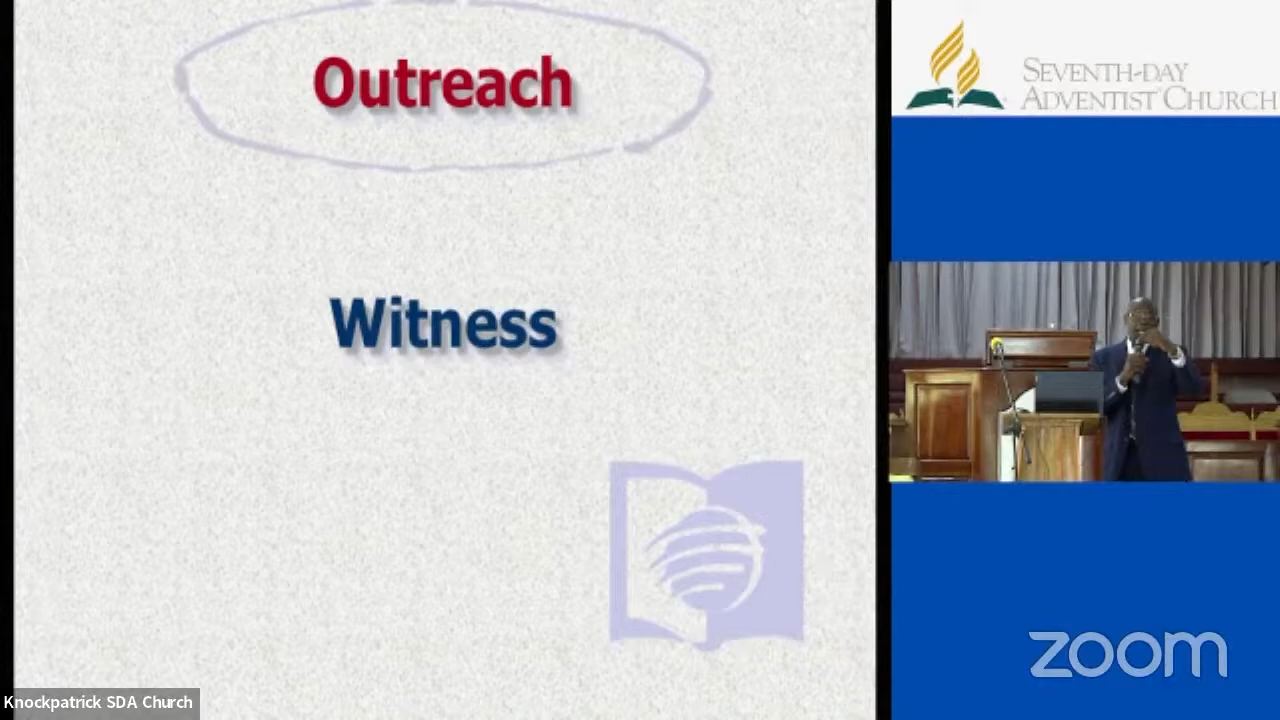 Outreach
Witness
SEVENTH-DAY
ADVENTIST CHURCH
zoom
Knockpatrick SDA Church